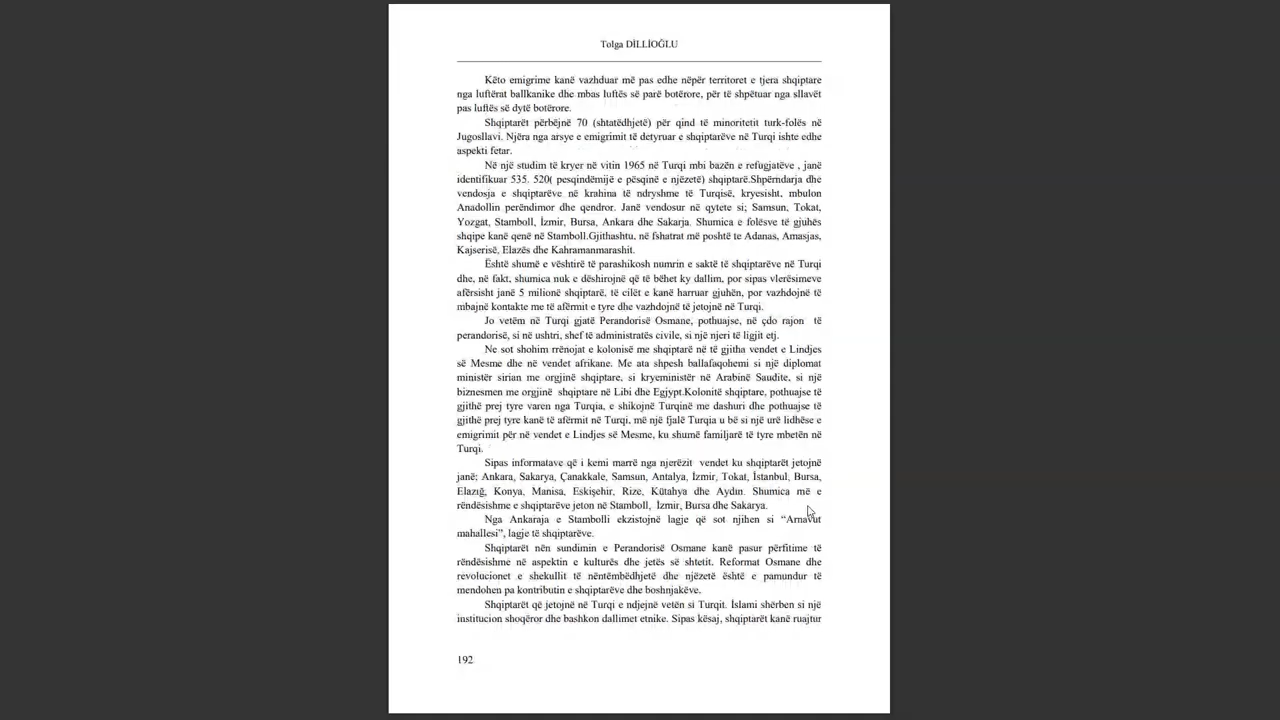 Tolga DİLLİOĞLU
Këto emigrime kanë vazhduar më pas edhe nëpër territoret e tjera shqiptare
nga luftërat ballkanike dhe mbas luftës së parë botërore, për të shpëtuar nga sllavët
pas luftës së dytë botërore.
Shqiptarët përbëjnë 70 (shtatëdhjetë) për qind të minoritetit turk-folës në
Jugosllavi. Njëra nga arsye e emigrimit të detyruar e shqiptarëve në Turqi ishte edhe
aspekti fetar.
Në një studim të kryer në vitin 1965 në Turqi mbi bazën e refugjatëve , janë
identifikuar 535. 520( pesqindëmijë e pësqinë e njëzetë) shqiptarë.Shpërndarja dhe
vendosja e shqiptarëve në krahina të ndryshme të Turqisë, kryesisht, mbulon
Anadollin perëndimor dhe qendror. Janë vendosur në qytete si; Samsun, Tokat,
Yozgat, Stamboll, İzmir, Bursa, Ankara dhe Sakarja. Shumica e folësve të gjuhës
shqipe kanë qenë në Stamboll.Gjithashtu, në fshatrat më poshtë te Adanas, Amasjas,
Kajserisë, Elazës dhe Kahramanmarashit.
Është shumë e vështirë të parashikosh numrin e saktë të shqiptarëve në Turqi
dhe, në fakt, shumica nuk e dëshirojnë që të bëhet ky dallim, por sipas vlerësimeve
afërsisht janë 5 milionë shqiptarë, të cilët e kanë harruar gjuhën, por vazhdojnë të
mbajnë kontakte me të afërmit e tyre dhe vazhdojnë të jetojnë në Turqi.
Jo vetëm në Turqi gjatë Perandorisë Osmane, pothuajse, në çdo rajon të
perandorisë, si në ushtri, shef të administratës civile, si një njeri të ligjit etj.
Ne sot shohim rrënojat e kolonisë me shqiptarë në të gjitha vendet e Lindjes
së Mesme dhe në vendet afrikane. Me ata shpesh ballafaqohemi si një diplomat
ministër sirian me orgjinë shqiptare, si kryeministër në Arabinë Saudite, si një
biznesmen me orgjinë shqiptare në Libi dhe Egjypt.Kolonitë shqiptare, pothuajse të
gjithë prej tyre varen nga Turqia, e shikojnë Turqinë me dashuri dhe pothuajse të
gjithë prej tyre kanë të afërmit në Turqi, më një fjalë Turqia u bë si një urë lidhëse e
emigrimit për në vendet e Lindjes së Mesme, ku shumë familjarë të tyre mbetën në
Turqi.
Sipas informatave që i kemi marrë nga njerëzit vendet ku shqiptarët jetojnë
janë; Ankara, Sakarya, Çanakkale, Samsun, Antalya, İzmir, Tokat, İstanbul, Bursa,
Elazığ, Konya, Manisa, Eskişehir, Rize, Kütahya dhe Aydın. Shumica më e
rëndësishme e shqiptarëve jeton në Stamboll, İzmir, Bursa dhe Sakarya.
Nga Ankaraja e Stambolli ekzistojnë lagje që sot njihen si “Arnavut
mahallesi”, lagje të shqiptarëve.
Shqiptarët nën sundimin e Perandorisë Osmane kanë pasur përfitime të
rëndësishme në aspektin e kulturës dhe jetës së shtetit. Reformat Osmane dhe
revolucionet e shekullit të nëntëmbëdhjetë dhe njëzetë është e pamundur të
mendohen pa kontributin e shqiptarëve dhe boshnjakëve.
Shqiptarët që jetojnë në Turqi e ndjejnë vetën si Turqit. İslami shërben si një
institucion shoqëror dhe bashkon dallimet etnike. Sipas kësaj, shqiptarët kanë ruajtur
192